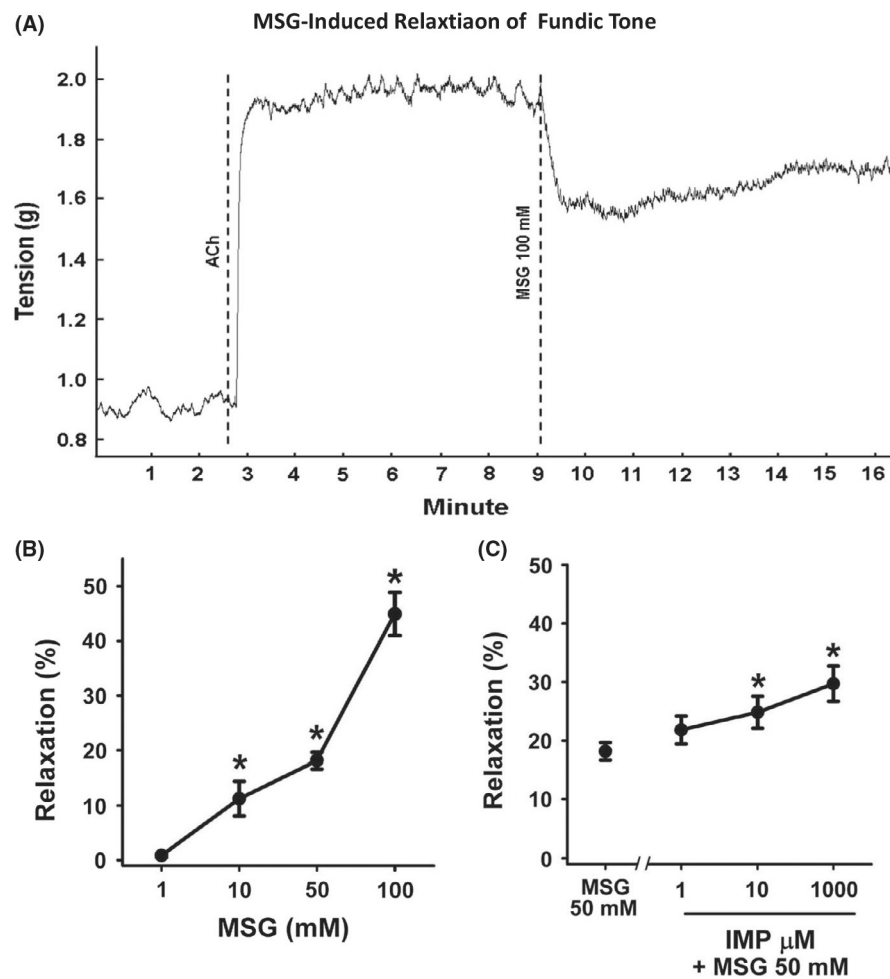 (A) MSG-Induced Relaxtiaon of Fundic Tone
Tension (g)
2.0
1.8
1.6
1.4
1.2
1.0
0.8
ACh
MSG 100 mM
1 2 3 4 5 6 7 8 9 10 11 12 13 14 15 16
Minute
(B)
Relaxation (%)
50
40
30
20
10
0
*
*
*
1 10 50 100
MSG (mM)
(C)
Relaxation (%)
50
40
30
20
10
0
*
*
MSG
50 mM
1 10 1000
IMP μM
+ MSG 50 mM